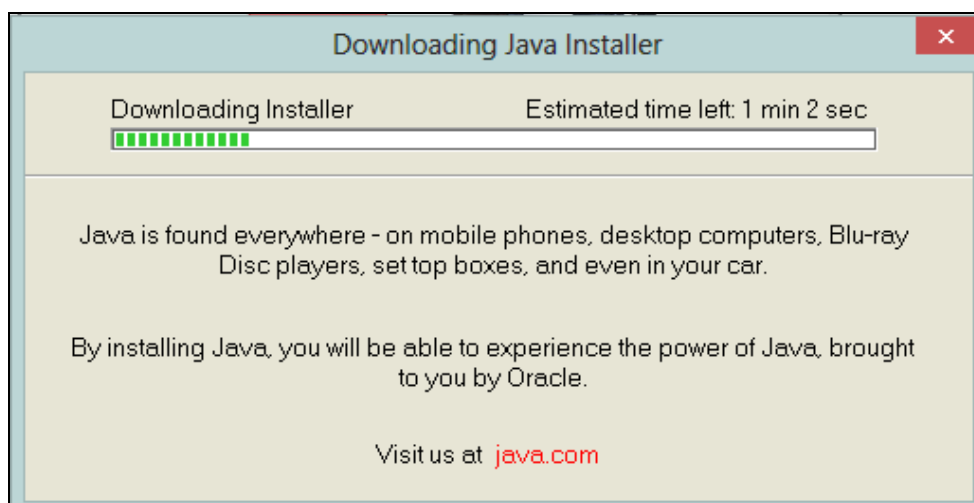 Downloading Java Installer
Downloading Installer Estimated time left: 1 min 2 sec
Java is found everywhere - on mobile phones, desktop computers, Blu-ray
Disc players, set top boxes, and even in your car.
By installing Java, you will be able to experience the power of Java, brought
to you by Oracle.
Visit us at java.com